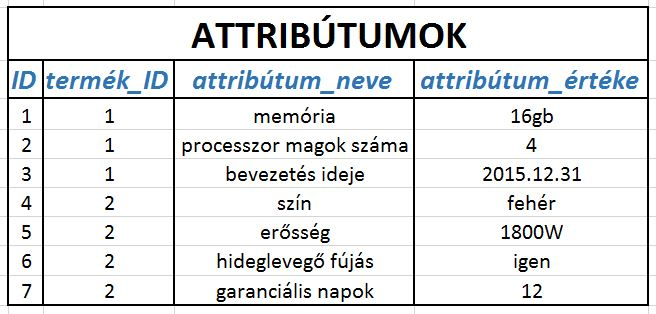 ATTRIBÚTUMOK
ID termék_ID attribútum_neve attribútum_értéke
1 1 memória 16gb
2 1 processzor magok száma 4
3 1 bevezetés ideje 2015.12.31
4 2 szín fehér
5 2 erősség 1800W
6 2 hideglevegő fújás igen
7 2 garanciális napok 12